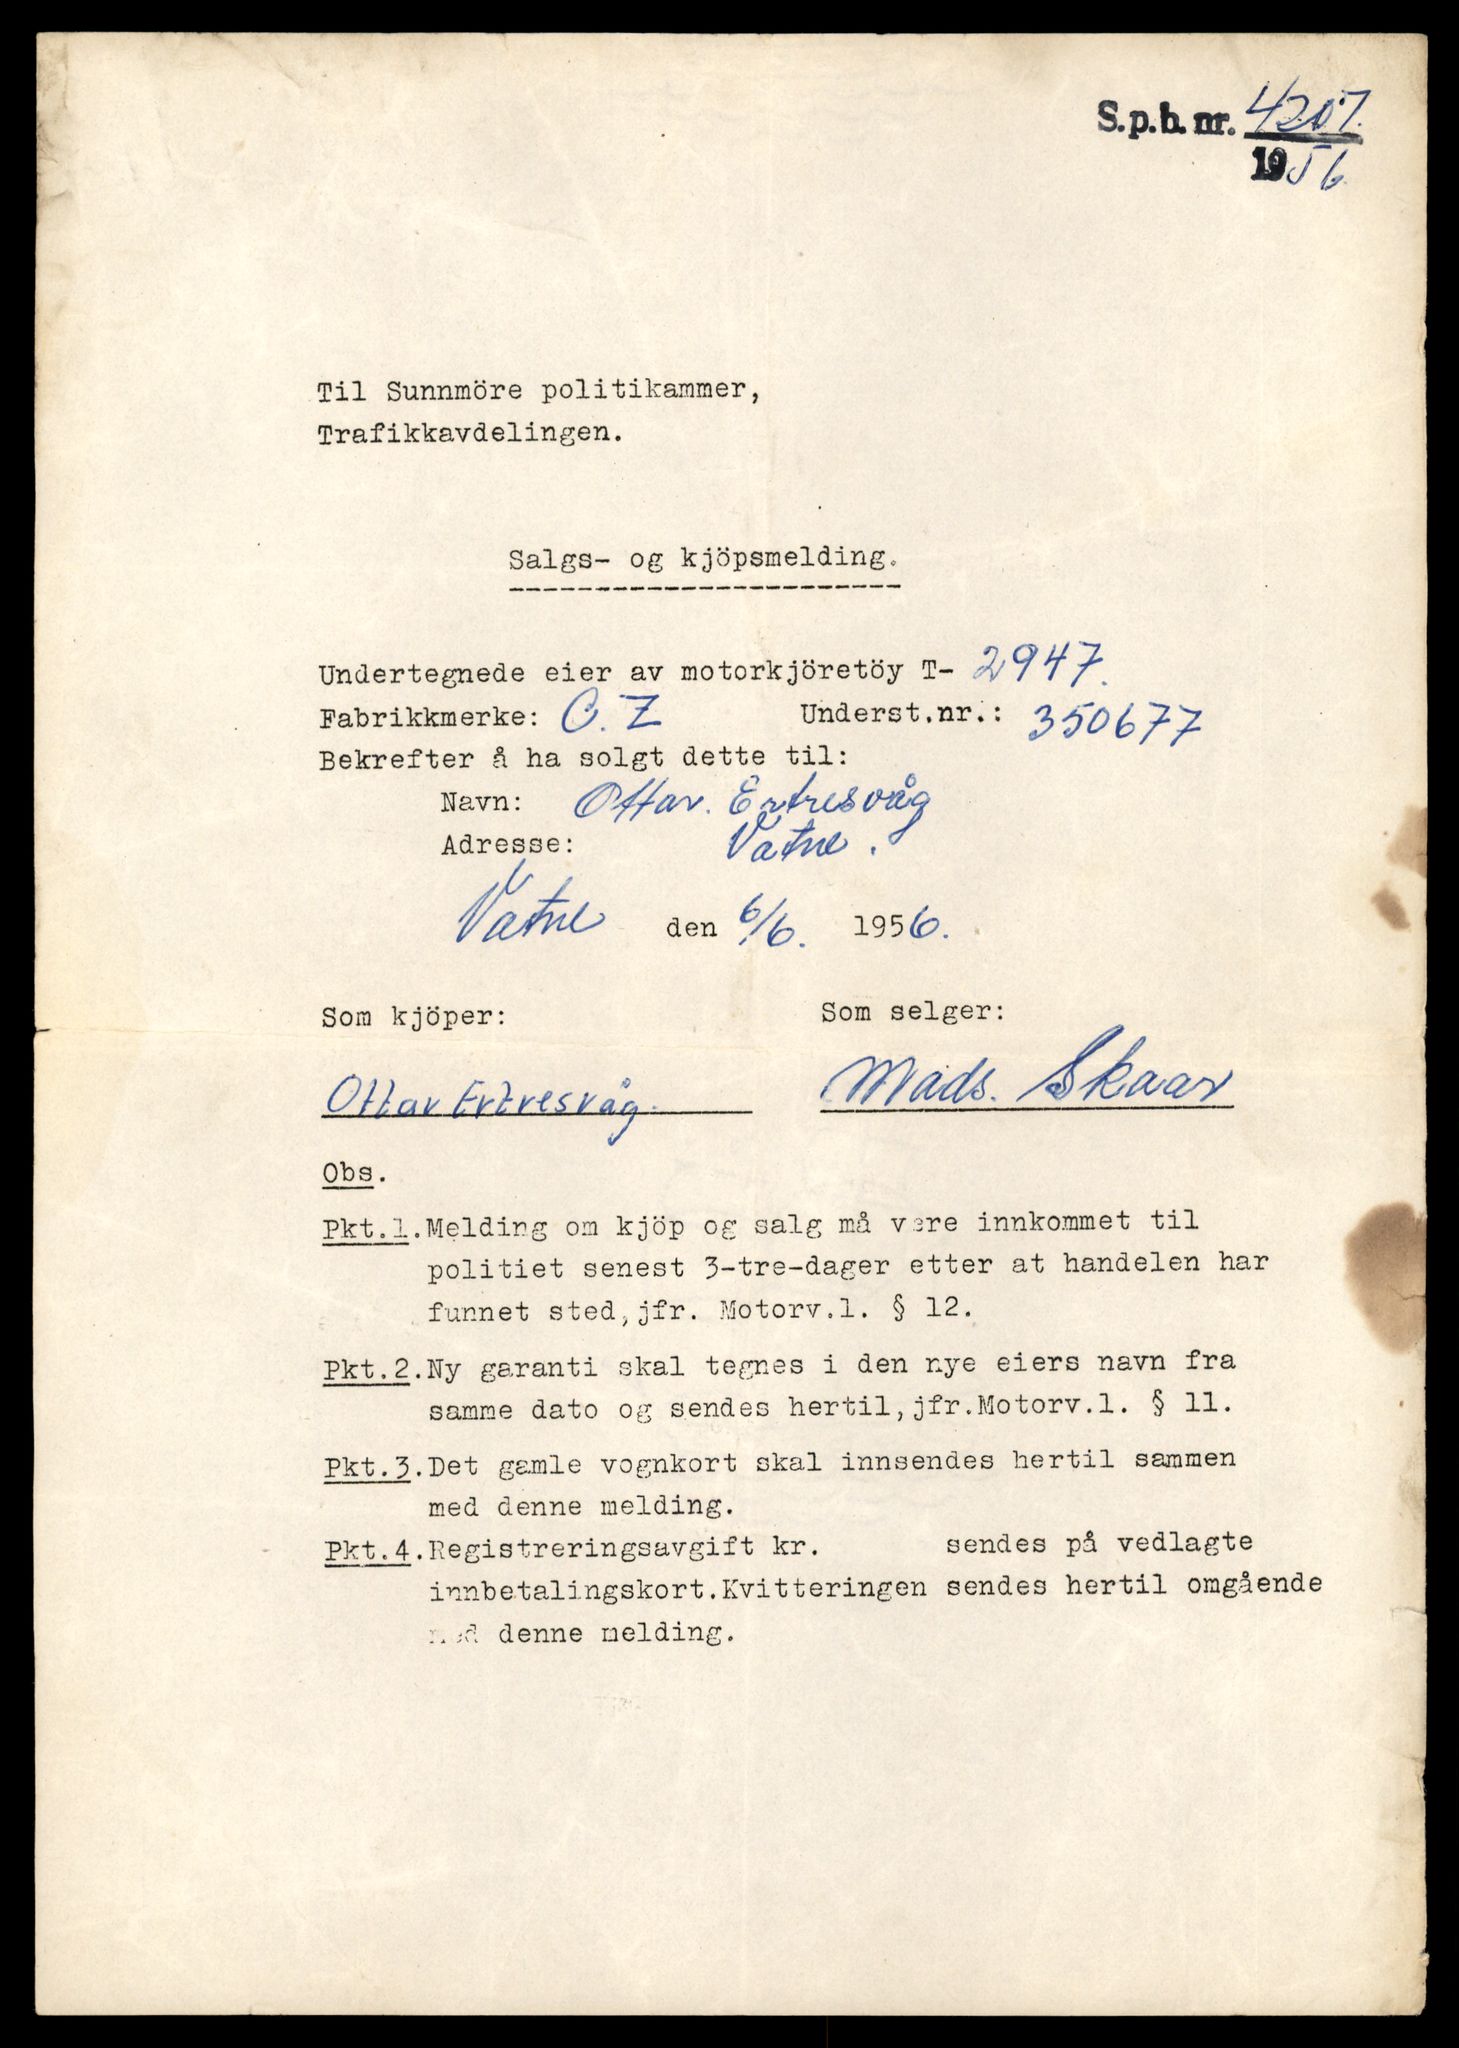 S.p.b. nr. 4207.
1956.
Til Sunnmöre politikammer,
Trafikkavdelingen.
Salgs- og kjöpsmelding.
Undertegnede eier av motorkjöretöy T- 2947.
Fabrikkmerke: C.Z Underst.nr.: 350677
Bekrefter å ha solgt dette til:
Navn: Ottar. Ertresvåg
Adresse: Vatne.
Vatne den 6/6. 1956.
Som kjöper: Som selger:
Ottar Ertresvåg. Mads. Skaar
Obs.
Pkt.1. Melding om kjöp og salg må vere innkommet til
politiet senest 3-tre-dager etter at handelen har
funnet sted, jfr. Motorv.l. § 12.
Pkt.2. Ny garanti skal tegnes i den nye eiers navn fra
samme dato og sendes hertil, jfr.Motorv.l. § 11.
Pkt.3. Det gamle vognkort skal innsendes hertil sammen
med denne melding.
Pkt.4. Registreringsavgift kr. sendes på vedlagte
innbetalingskort.Kvitteringen sendes hertil omgående
med denne melding.